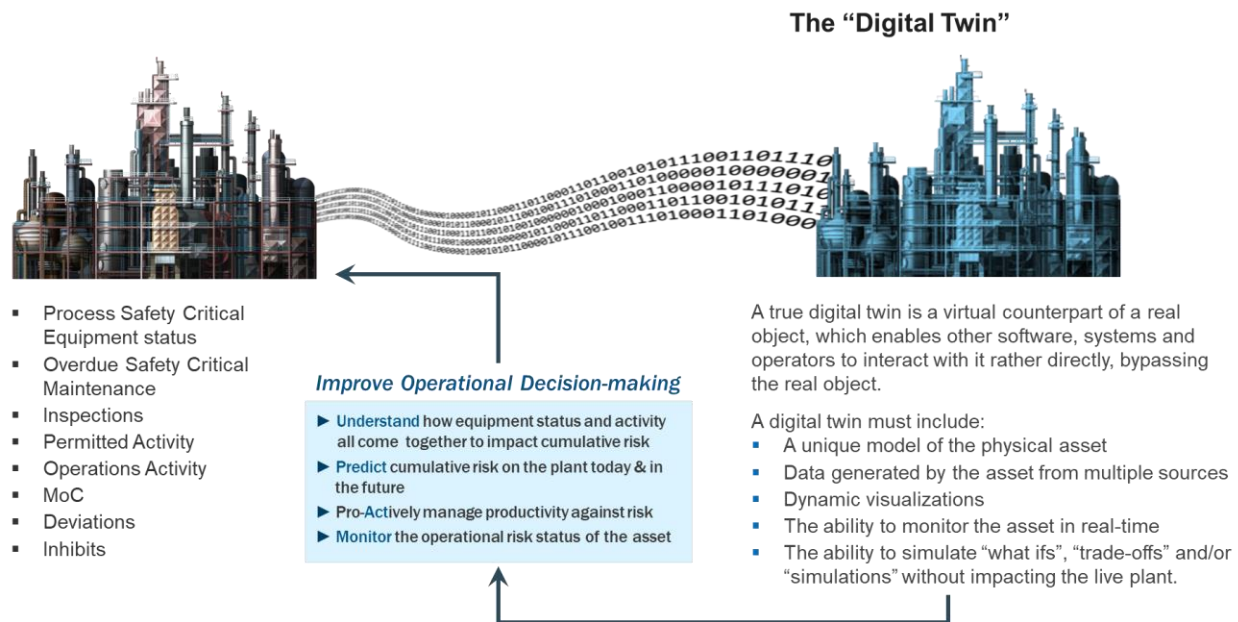 The “Digital Twin”
▪ Process Safety Critical
Equipment status
▪ Overdue Safety Critical
Maintenance
▪ Inspections
▪ Permitted Activity
▪ Operations Activity
▪ MoC
▪ Deviations
▪ Inhibits
Improve Operational Decision-making
► Understand how equipment status and activity
all come together to impact cumulative risk
► Predict cumulative risk on the plant today & in
the future
► Pro-Actively manage productivity against risk
► Monitor the operational risk status of the asset
A true digital twin is a virtual counterpart of a real
object, which enables other software, systems and
operators to interact with it rather directly, bypassing
the real object.
A digital twin must include:
▪ A unique model of the physical asset
▪ Data generated by the asset from multiple sources
▪ Dynamic visualizations
▪ The ability to monitor the asset in real-time
▪ The ability to simulate “what ifs”, “trade-offs” and/or
“simulations” without impacting the live plant.